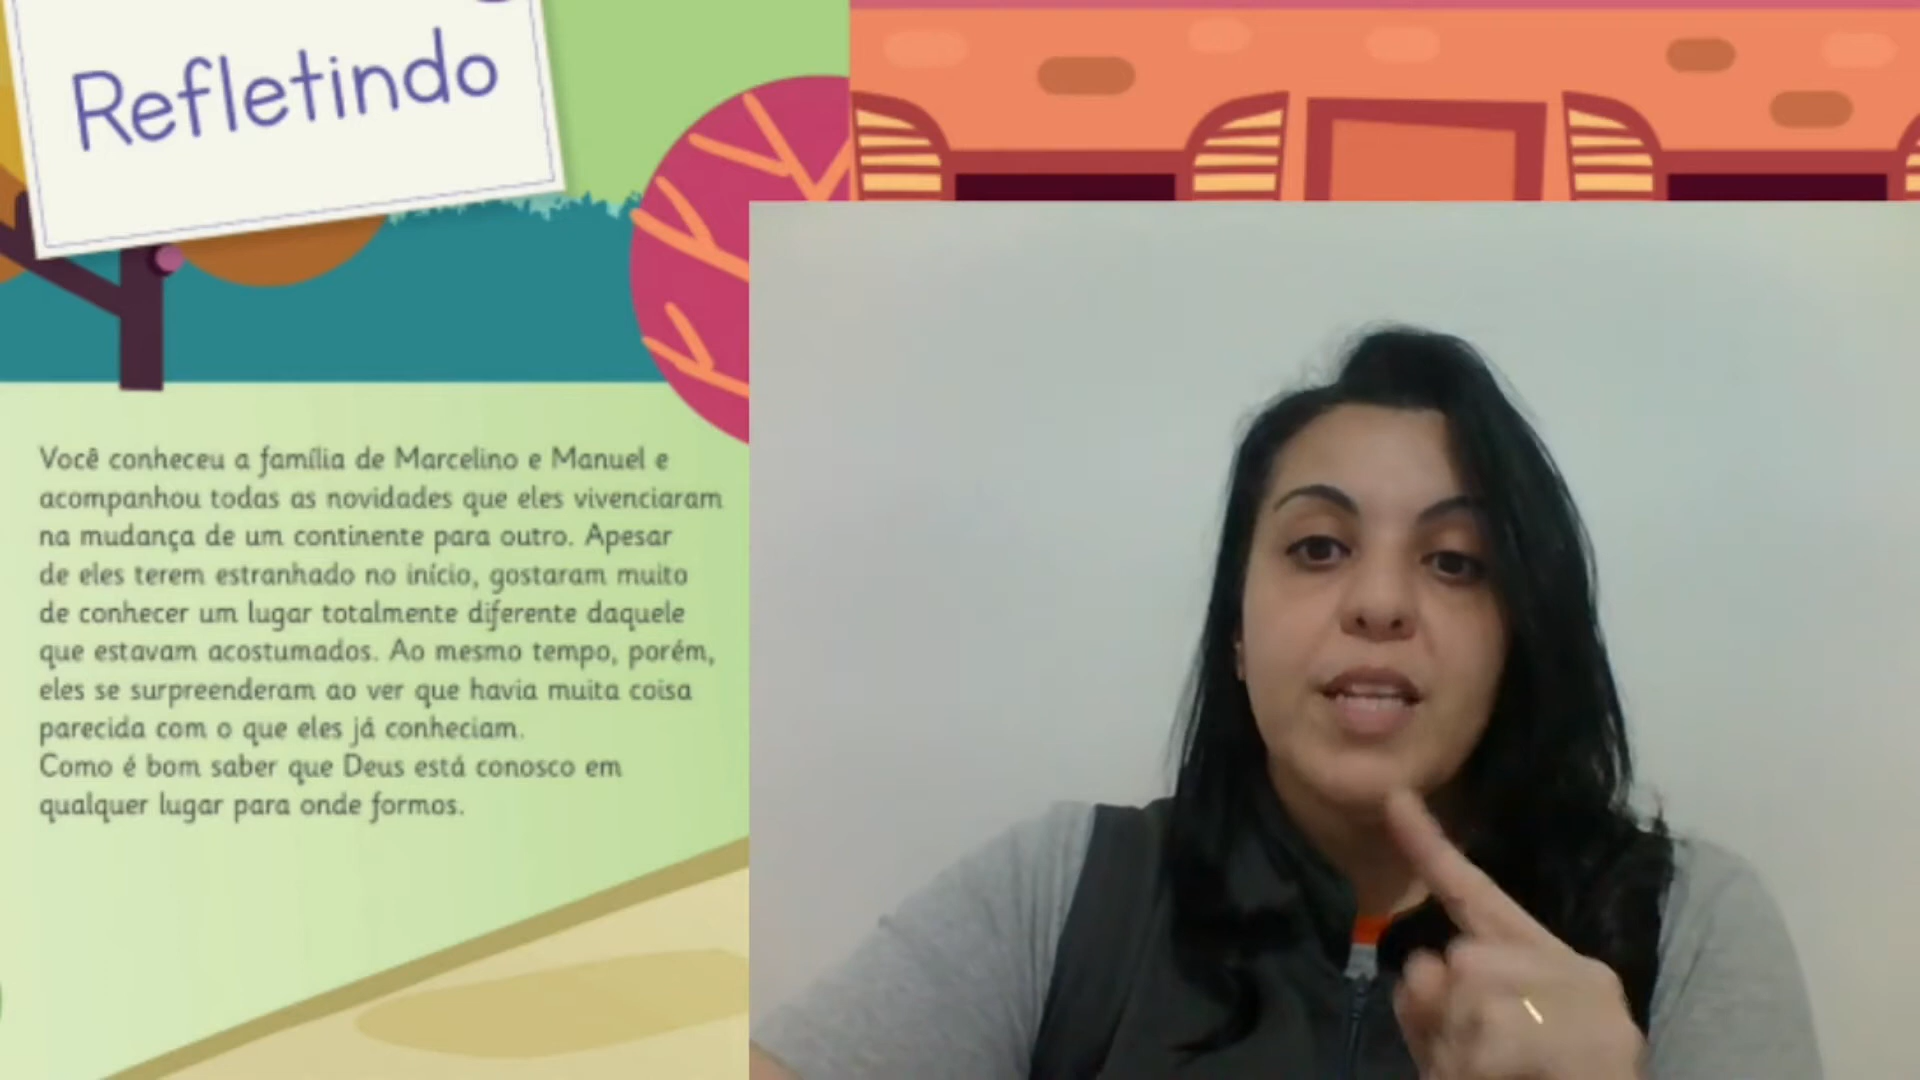 Refletindo
Você conheceu a família de Marcelino e Manuel e
acompanhou todas as novidades que eles vivenciaram
na mudança de um continente para outro. Apesar
de eles terem estranhado no início, gostaram muito
de conhecer um lugar totalmente diferente daquele
que estavam acostumados. Ao mesmo tempo, porém,
eles se surpreenderam ao ver que havia muita coisa
parecida com o que eles já conheciam.
Como é bom saber que Deus está conosco em
qualquer lugar para onde formos.